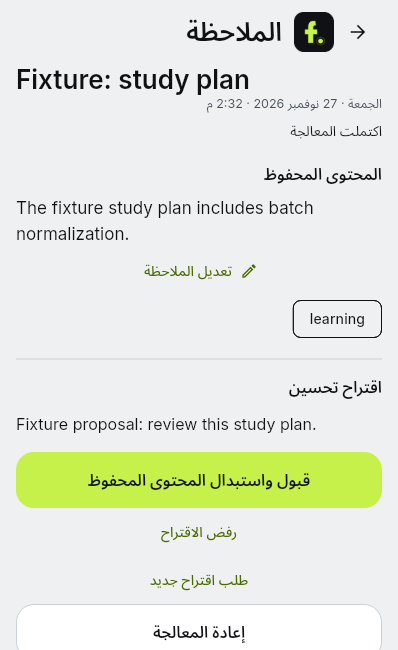 الملاحظة
Fixture: study plan
الجمعة · 27 نوفمبر 2026 · 2:32 م
اكتملت المعالجة
المحتوى المحفوظ
The fixture study plan includes batch
normalization.
تعديل الملاحظة
learning
اقتراح تحسين
Fixture proposal: review this study plan.
قبول واستبدال المحتوى المحفوظ
رفض الاقتراح
طلب اقتراح جديد
إعادة المعالجة